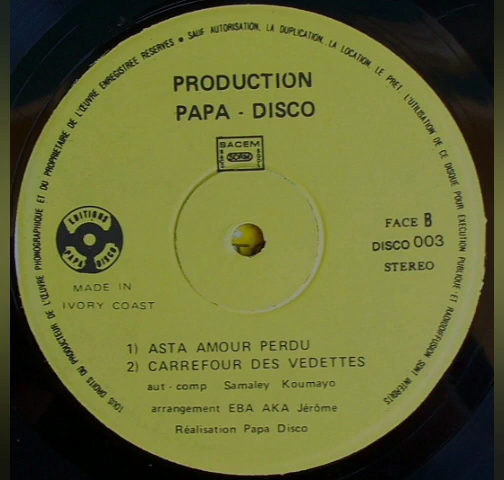 TOUS DROITS DU PRODUCTEUR DE L'ŒUVRE PHONOGRAPHIQUE ET DU PROPRIETAIRE DE L'ŒUVRE ENREGISTREE RESERVES • SAUF AUTORISATION, LA DUPLICATION, LA LOCATION, LE PRET, L'UTILISATION DE CE DISQUE POUR EXECUTION PUBLIQUE ET RADIODIFFUSION SONT INTERDITS
PRODUCTION
PAPA - DISCO
SACEM
SDRM
EDITIONS
PAPA DISCO
FACE B
DISCO 003
STEREO
MADE IN
IVORY COAST
1) ASTA AMOUR PERDU
2) CARREFOUR DES VEDETTES
aut-comp Samaley Koumayo
arrangement EBA AKA Jérôme
Réalisation Papa Disco